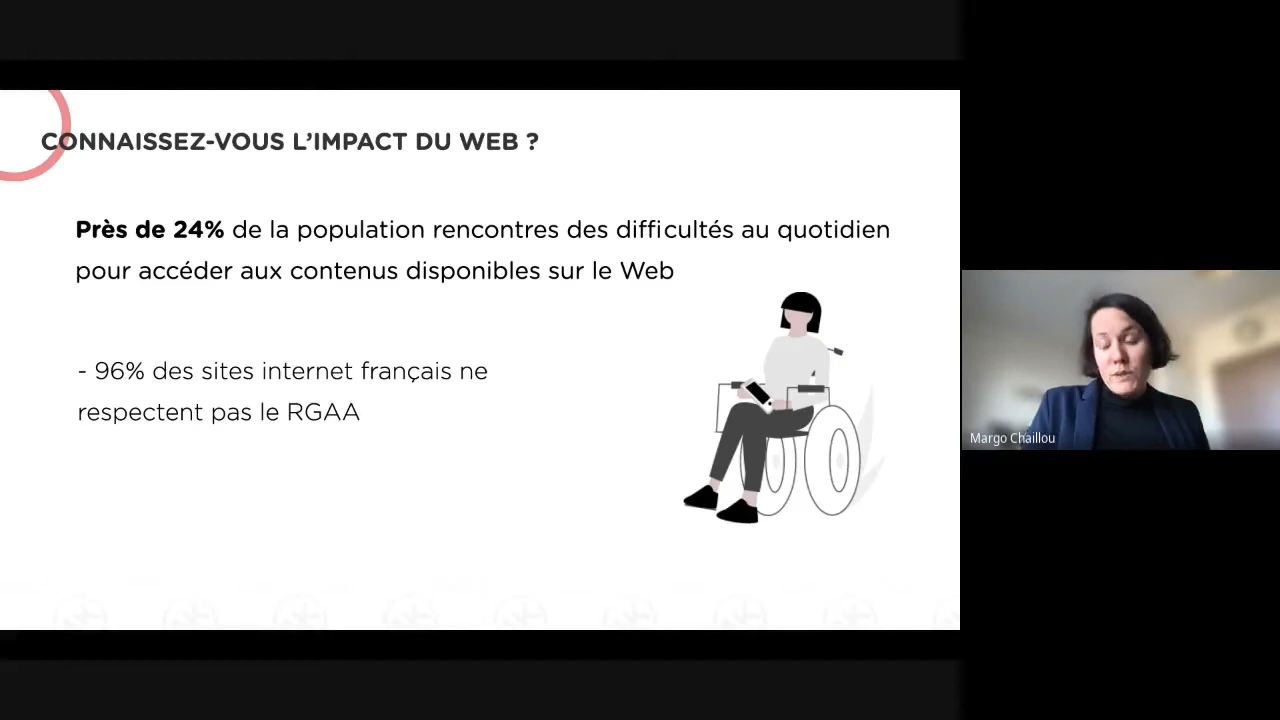 CONNAISSEZ-VOUS L’IMPACT DU WEB ?
Près de 24% de la population rencontres des difficultés au quotidien
pour accéder aux contenus disponibles sur le Web
- 96% des sites internet français ne
respectent pas le RGAA
Margo Chaillou